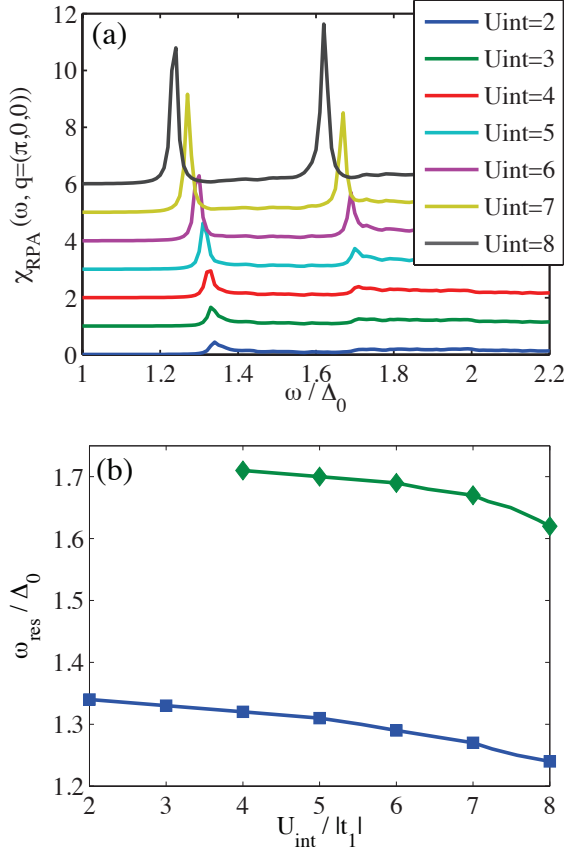 (a)
12
10
8
6
4
2
0
χRPA (ω, q=(π,0,0))
1
1.2
1.4
1.6
1.8
2
2.2
ω / Δ0
Uint=2
Uint=3
Uint=4
Uint=5
Uint=6
Uint=7
Uint=8
(b)
1.7
1.6
1.5
1.4
1.3
1.2
ωres / Δ0
2
3
4
5
6
7
8
Uint / |t1|